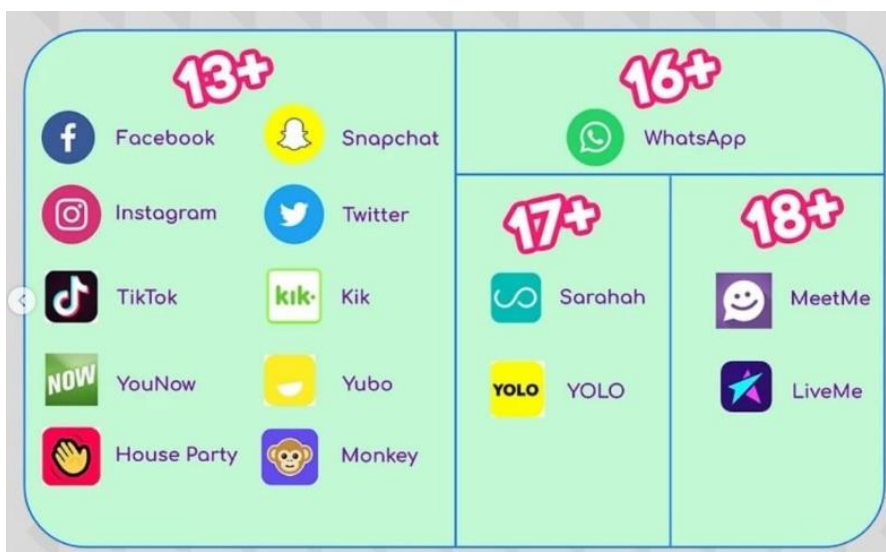 13+
Facebook
Snapchat
Instagram
Twitter
TikTok
kik.
Kik
NOW
YouNow
Yubo
House Party
Monkey
16+
WhatsApp
17+
Sarahah
YOLO
YOLO
18+
MeetMe
LiveMe